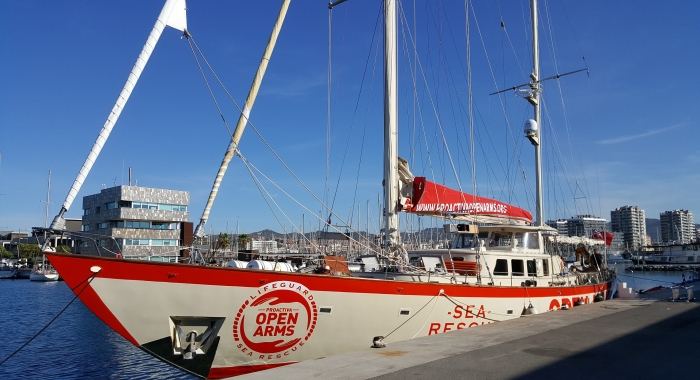 WWW.PROACTIVAOPENARMS.ORG
LIFEGUARD
PROACTIVA
OPEN
ARMS
SEA RESCUE
-SEA
RESCUE
OPEN